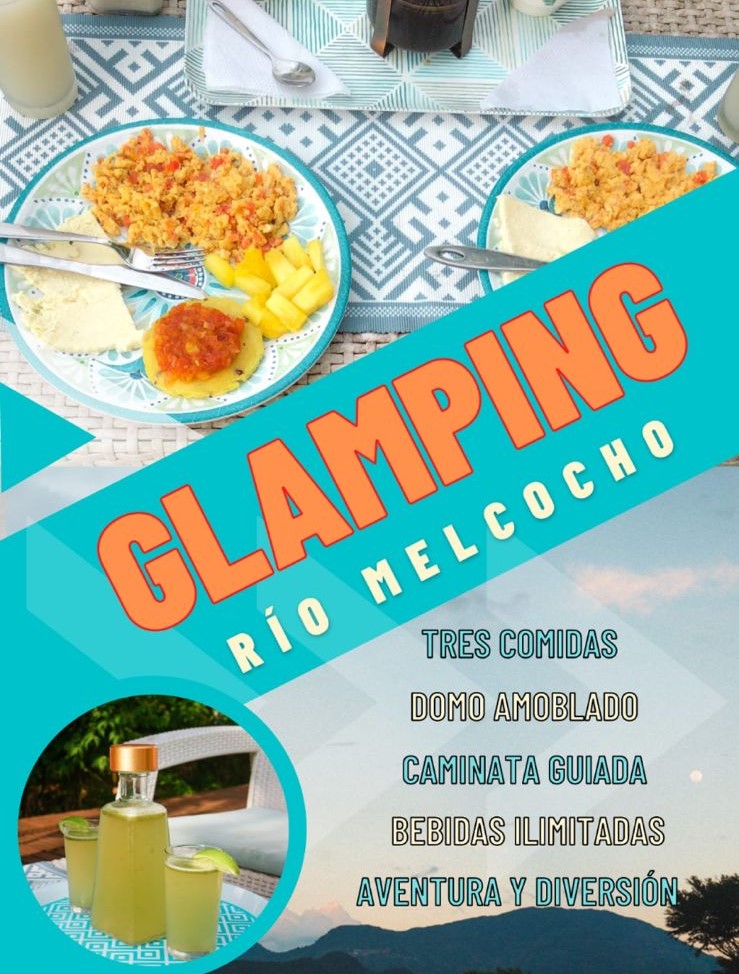 GLAMPING
RÍO MELCOCHO
TRES COMIDAS
DOMO AMOBLADO
CAMINATA GUIADA
BEBIDAS ILIMITADAS
AVENTURA Y DIVERSIÓN